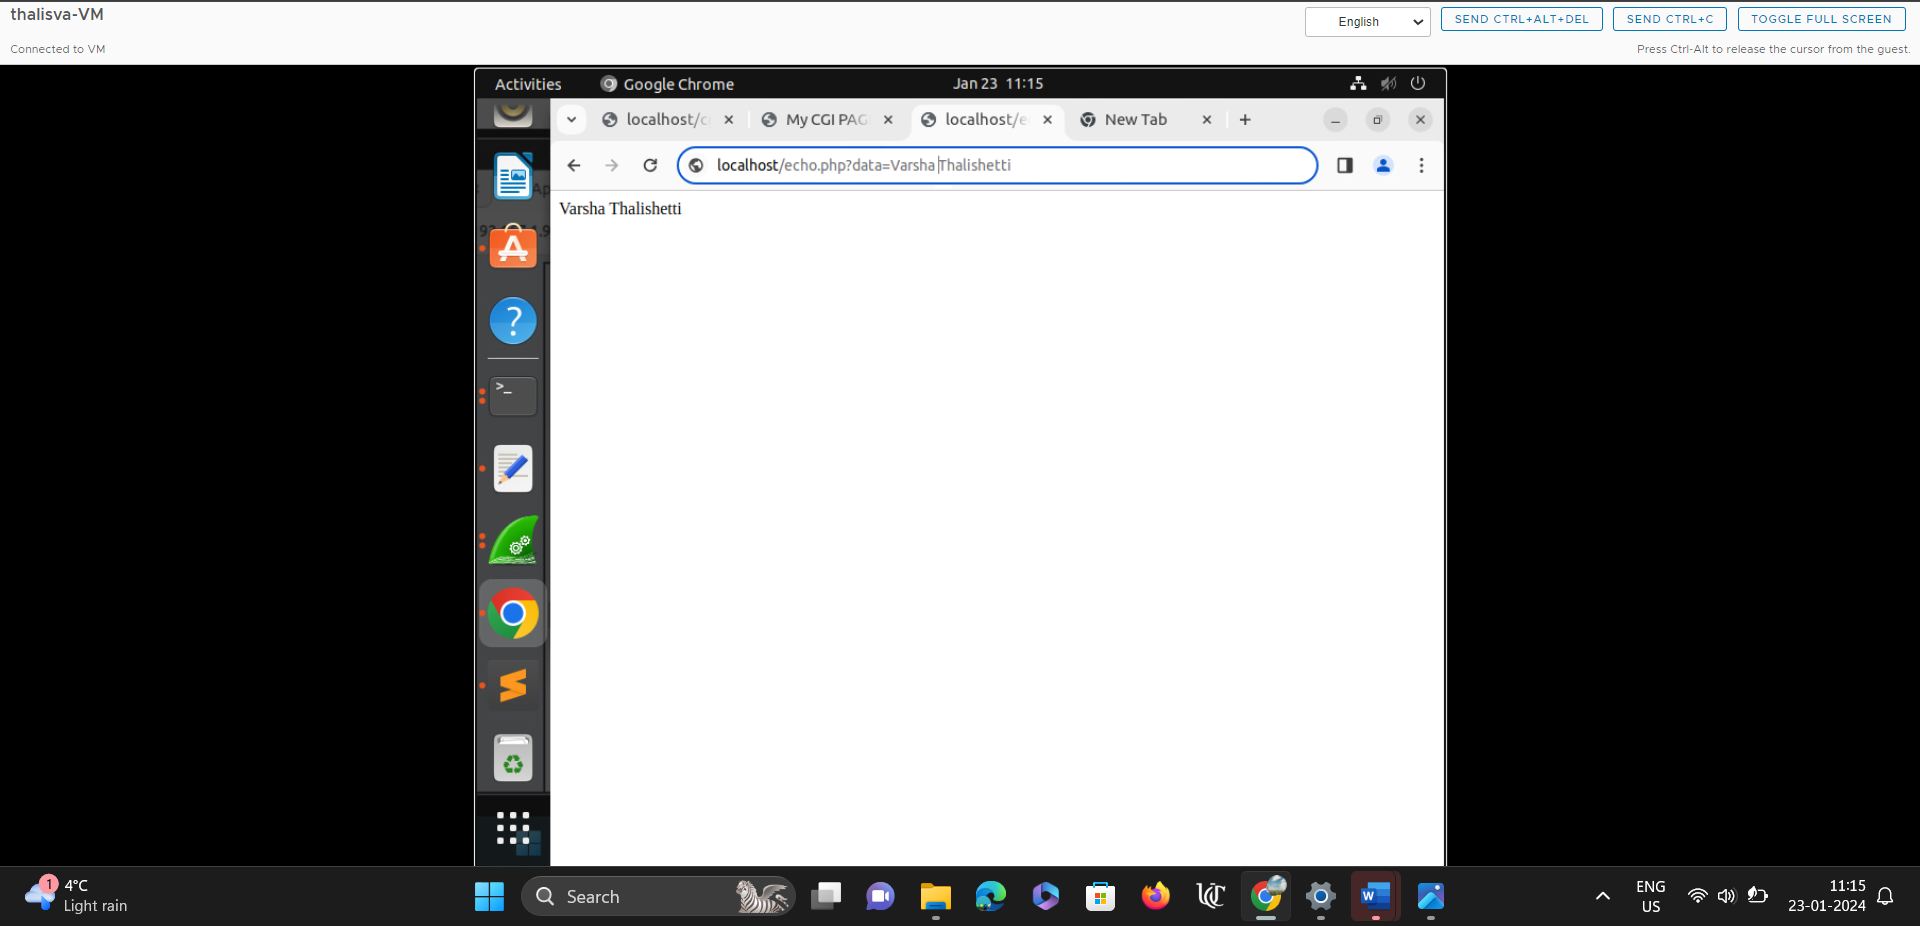 thalisva-VM
English
SEND CTRL+ALT+DEL
SEND CTRL+C
TOGGLE FULL SCREEN
Connected to VM
Press Ctrl-Alt to release the cursor from the guest.
Activities
Google Chrome
Jan 23 11:15
localhost/c
My CGI PAG
localhost/e
New Tab
localhost/echo.php?data=Varsha Thalishetti
Varsha Thalishetti
1
4°C
Light rain
Search
ENG
US
11:15
23-01-2024